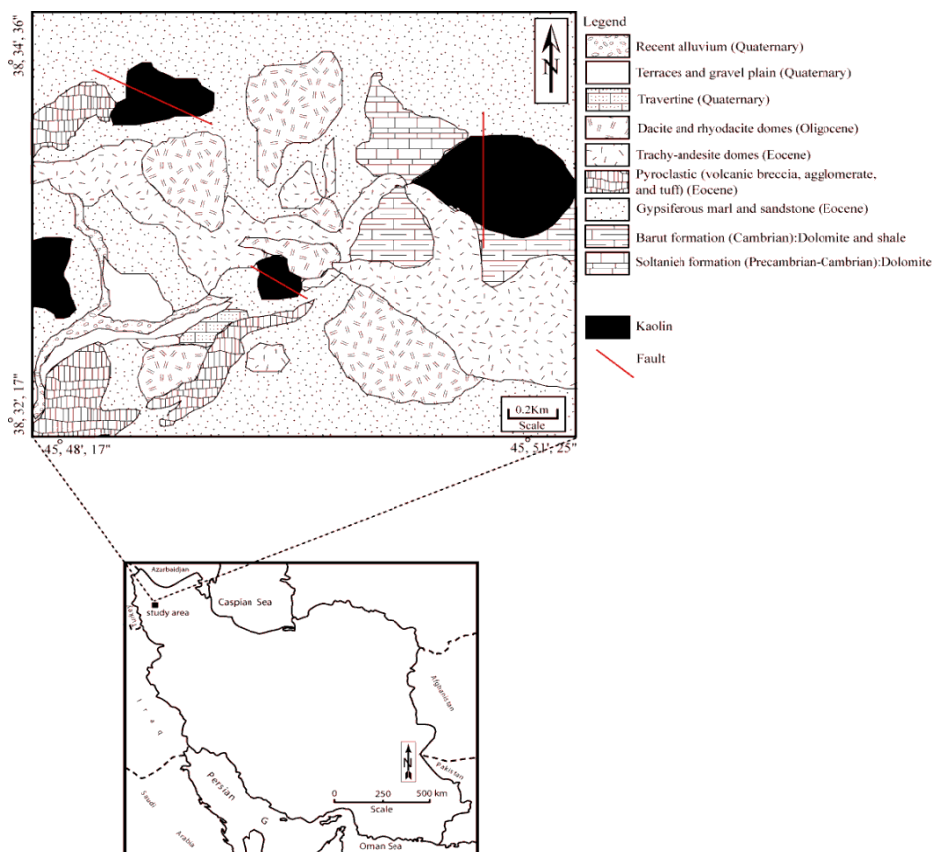 38, 34', 36"
38, 32', 17"
45, 48', 17"
45, 51', 25"
N
0.2Km
Scale
Legend
Recent alluvium (Quaternary)
Terraces and gravel plain (Quaternary)
Travertine (Quaternary)
Dacite and rhyodacite domes (Oligocene)
Trachy-andesite domes (Eocene)
Pyroclastic (volcanic breccia, agglomerate,
and tuff) (Eocene)
Gypsiferous marl and sandstone (Eocene)
Barut formation (Cambrian):Dolomite and shale
Soltanieh formation (Precambrian-Cambrian):Dolomite
Kaolin
Fault
Azarbaidjan
Caspian Sea
study area
Turkey
Iraq
Afghanistan
Pakistan
N
Persian
G
0 250 500 km
Scale
Saudi
Arabia
Oman Sea